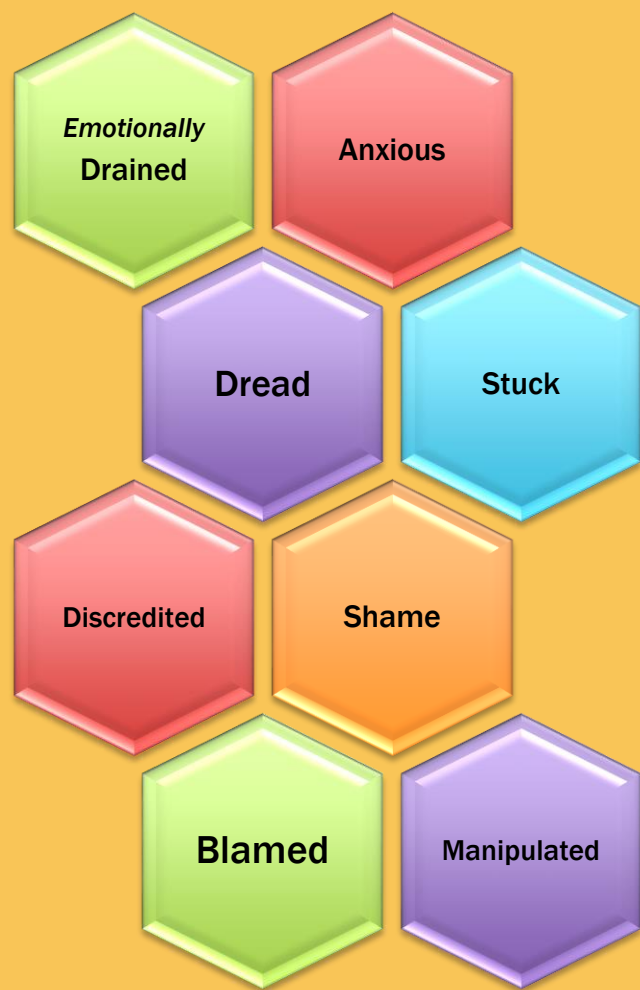 Emotionally
Drained
Anxious
Dread
Stuck
Discredited
Shame
Blamed
Manipulated